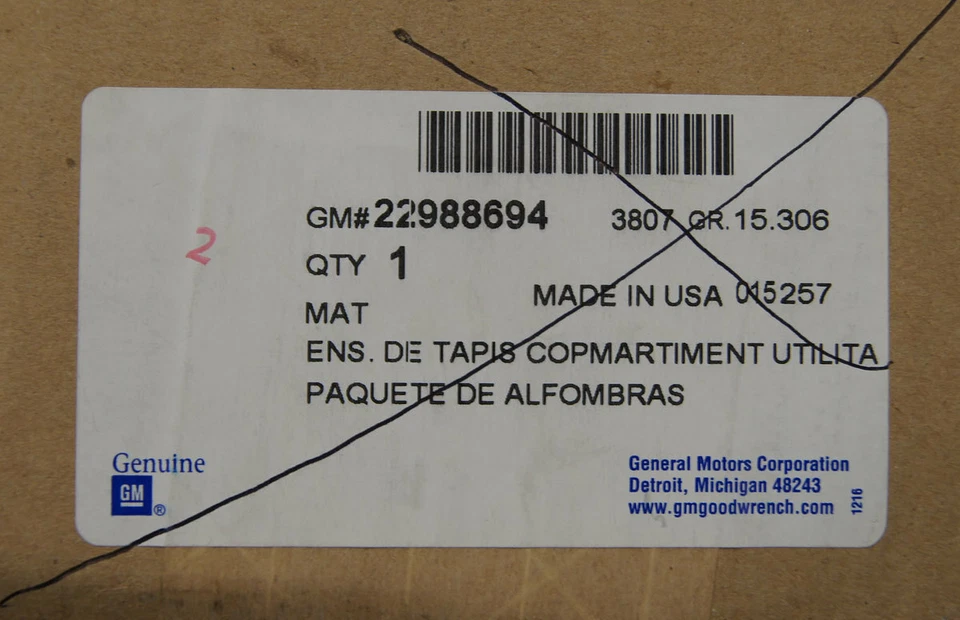 GM# 22988694 3807 GR. 15.306
2
QTY 1
MADE IN USA 015257
MAT
ENS. DE TAPIS COPMARTIMENT UTILITA
PAQUETE DE ALFOMBRAS
Genuine
GM ®
General Motors Corporation
Detroit, Michigan 48243
www.gmgoodwrench.com
1216